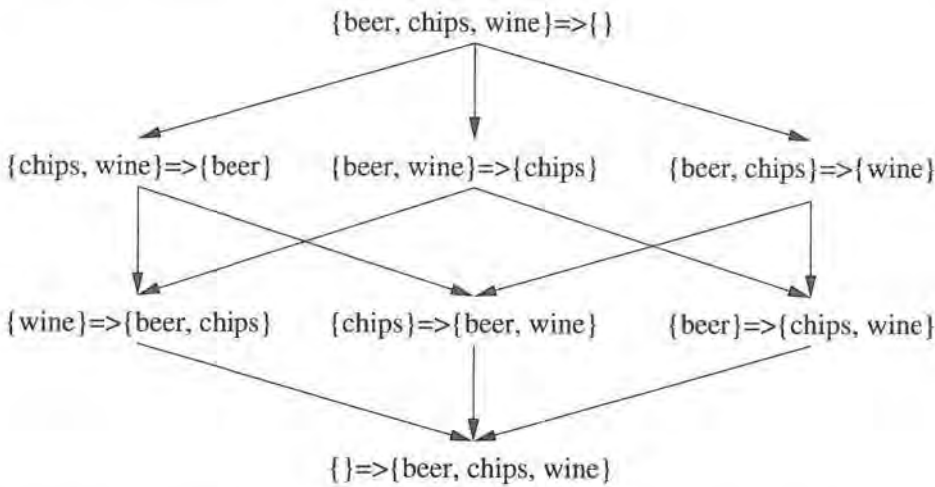 {beer, chips, wine}=>{}
{chips, wine}=>{beer} {beer, wine}=>{chips} {beer, chips}=>{wine}
{wine}=>{beer, chips} {chips}=>{beer, wine} {beer}=>{chips, wine}
{}=>{beer, chips, wine}